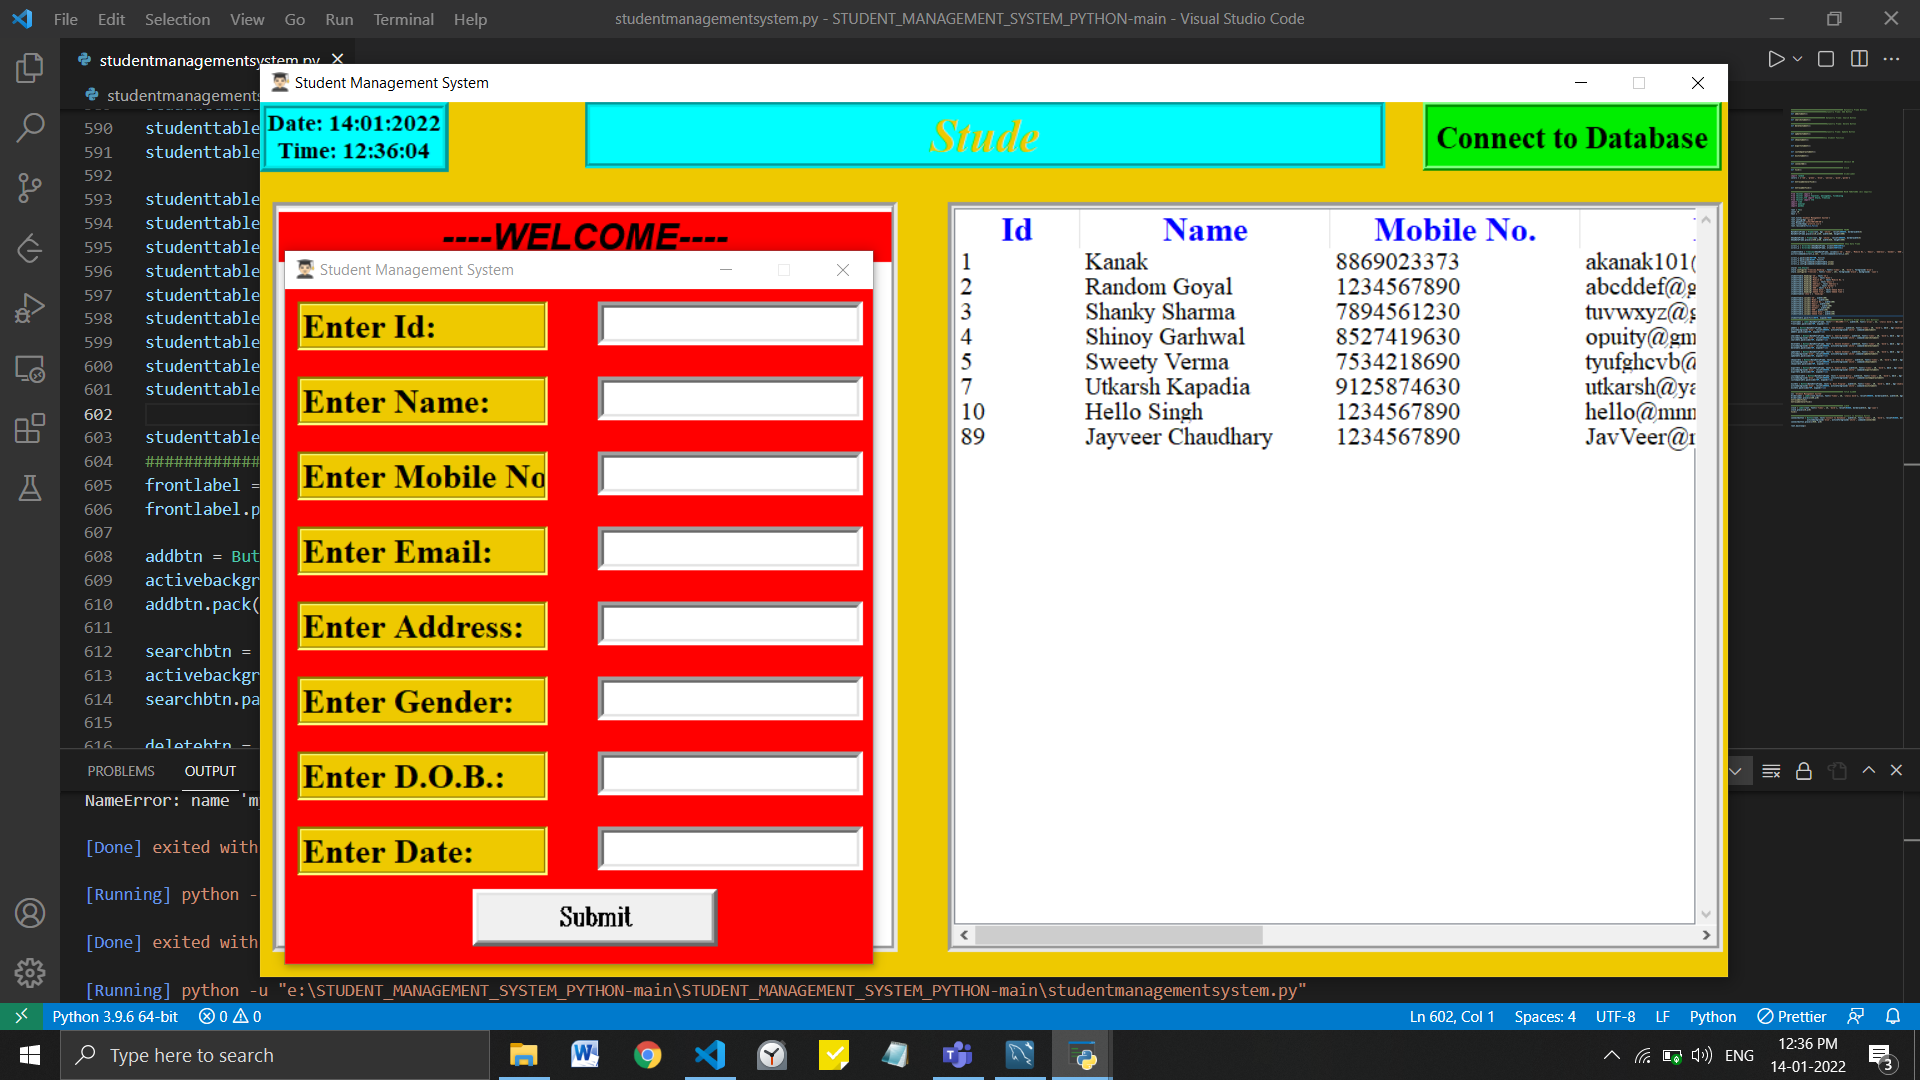 File Edit Selection View Go Run Terminal Help
studentmanagementsystem.py - STUDENT_MANAGEMENT_SYSTEM_PYTHON-main - Visual Studio Code
studentmanagementsystem.py
studentmanagements
Student Management System
Date: 14:01:2022
Time: 12:36:04
Stude
Connect to Database
590 studenttable
591 studenttable
592
593 studenttable
594 studenttable
595 studenttable
596 studenttable
597 studenttable
598 studenttable
599 studenttable
600 studenttable
601 studenttable
602
603 studenttable
604 ############
605 frontlabel =
606 frontlabel.p
607
608 addbtn = But
609 activebackgr
610 addbtn.pack(
611
612 searchbtn =
613 activebackgr
614 searchbtn.pa
615
616 deletebtn =
----WELCOME----
Student Management System
Enter Id:
Enter Name:
Enter Mobile No
Enter Email:
Enter Address:
Enter Gender:
Enter D.O.B.:
Enter Date:
Submit
Id Name Mobile No.
1 Kanak 8869023373 akanak101(
2 Random Goyal 1234567890 abcddef@g
3 Shanky Sharma 7894561230 tuvwxyz@g
4 Shinoy Garhwal 8527419630 opuity@gm
5 Sweety Verma 7534218690 tyufghcvb@
7 Utkarsh Kapadia 9125874630 utkarsh@ya
10 Hello Singh 1234567890 hello@mnn
89 Jayveer Chaudhary 1234567890
PROBLEMS OUTPUT
NameError: name 'm
[Done] exited with
[Running] python -
[Done] exited with
[Running] python -u "e:\STUDENT_MANAGEMENT_SYSTEM_PYTHON-main\STUDENT_MANAGEMENT_SYSTEM_PYTHON-main\studentmanagementsystem.py"
Python 3.9.6 64-bit 0 0 Ln 602, Col 1 Spaces: 4 UTF-8 LF Python Prettier
Type here to search
ENG
12:36 PM
14-01-2022
3